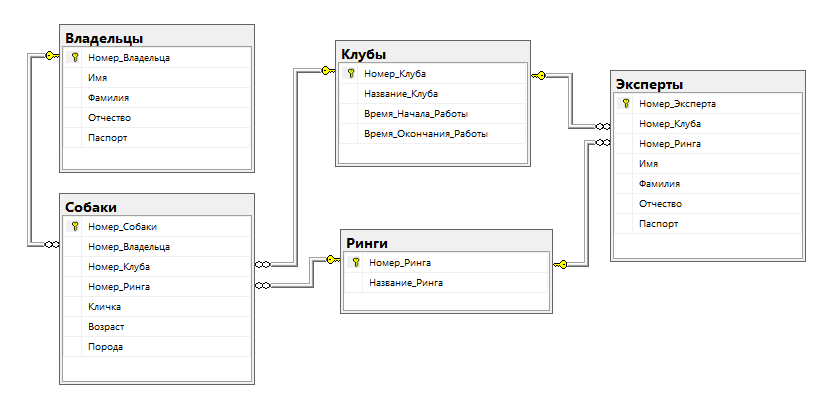 Владельцы
Номер_Владельца
Имя
Фамилия
Отчество
Паспорт
Собаки
Номер_Собаки
Номер_Владельца
Номер_Клуба
Номер_Ринга
Кличка
Возраст
Порода
Клубы
Номер_Клуба
Название_Клуба
Время_Начала_Работы
Время_Окончания_Работы
Ринги
Номер_Ринга
Название_Ринга
Эксперты
Номер_Эксперта
Номер_Клуба
Номер_Ринга
Имя
Фамилия
Отчество
Паспорт